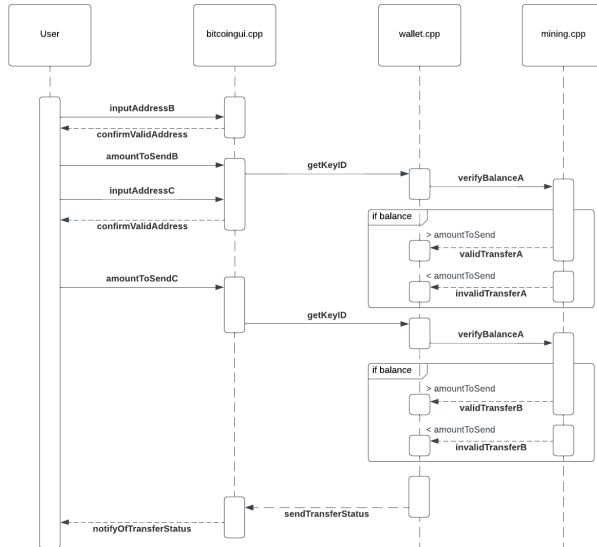 User
bitcoingui.cpp
wallet.cpp
mining.cpp
inputAddressB
confirmValidAddress
amountToSendB
getKeyID
verifyBalanceA
inputAddressC
if balance
confirmValidAddress
> amountToSend
validTransferA
< amountToSend
amountToSendC
invalidTransferA
getKeyID
verifyBalanceA
if balance
> amountToSend
validTransferB
< amountToSend
invalidTransferB
sendTransferStatus
notifyOfTransferStatus